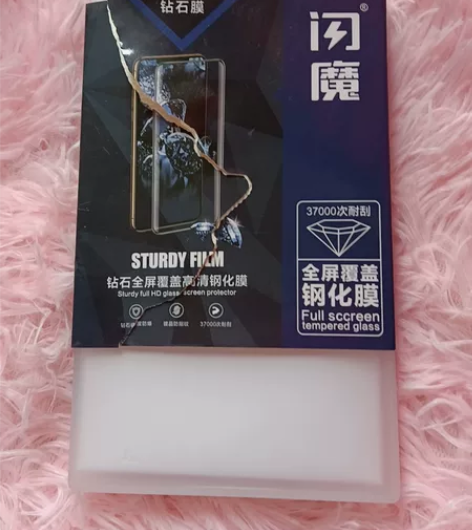 钻石膜
闪魔®
STURDY FILM
钻石全屏覆盖高清钢化膜
Sturdy full HD glass screen protector
37000次耐刮
37000次耐刮
全屏覆盖
钢化膜
Full sccreen
tempered glass